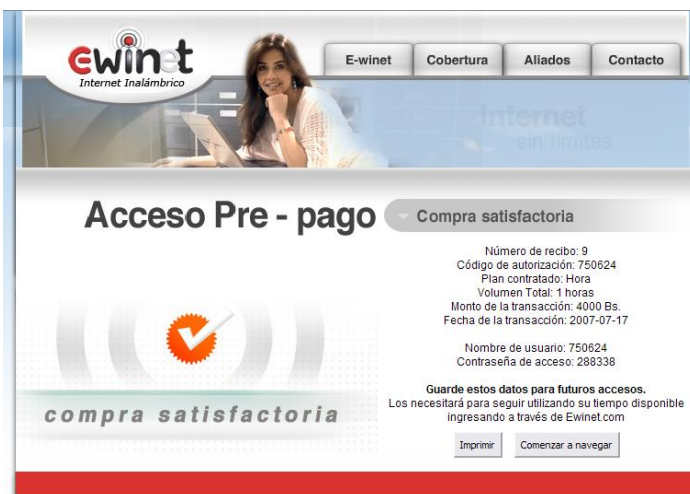 ewinet
Internet Inalámbrico
E-winet
Cobertura
Aliados
Contacto
Internet
sin límites
Acceso Pre - pago
Compra satisfactoria
Número de recibo: 9
Código de autorización: 750624
Plan contratado: Hora
Volumen Total: 1 horas
Monto de la transacción: 4000 Bs.
Fecha de la transacción: 2007-07-17
Nombre de usuario: 750624
Contraseña de acceso: 288338
Guarde estos datos para futuros accesos.
Los necesitará para seguir utilizando su tiempo disponible
ingresando a través de Ewinet.com
compra satisfactoria
Imprimir
Comenzar a navegar